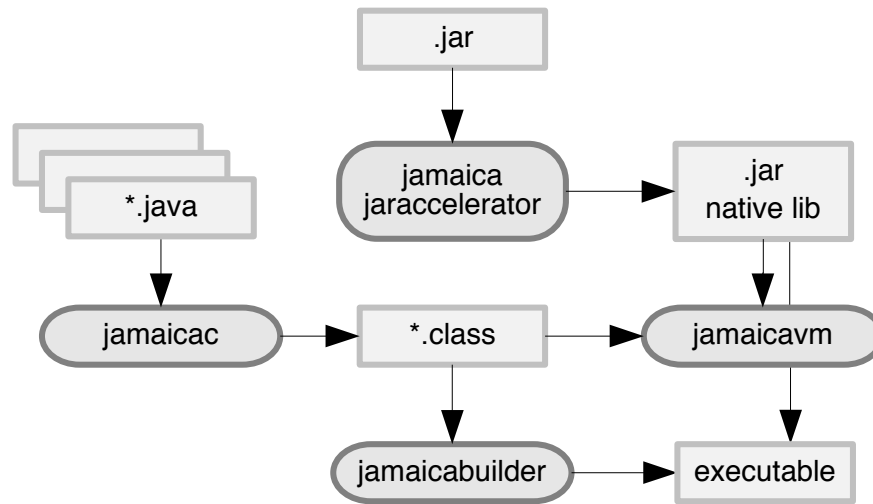 .jar
jamaica
jaraccelerator
.jar
native lib
*.java
jamaicac
*.class
jamaicavm
jamaicabuilder
executable